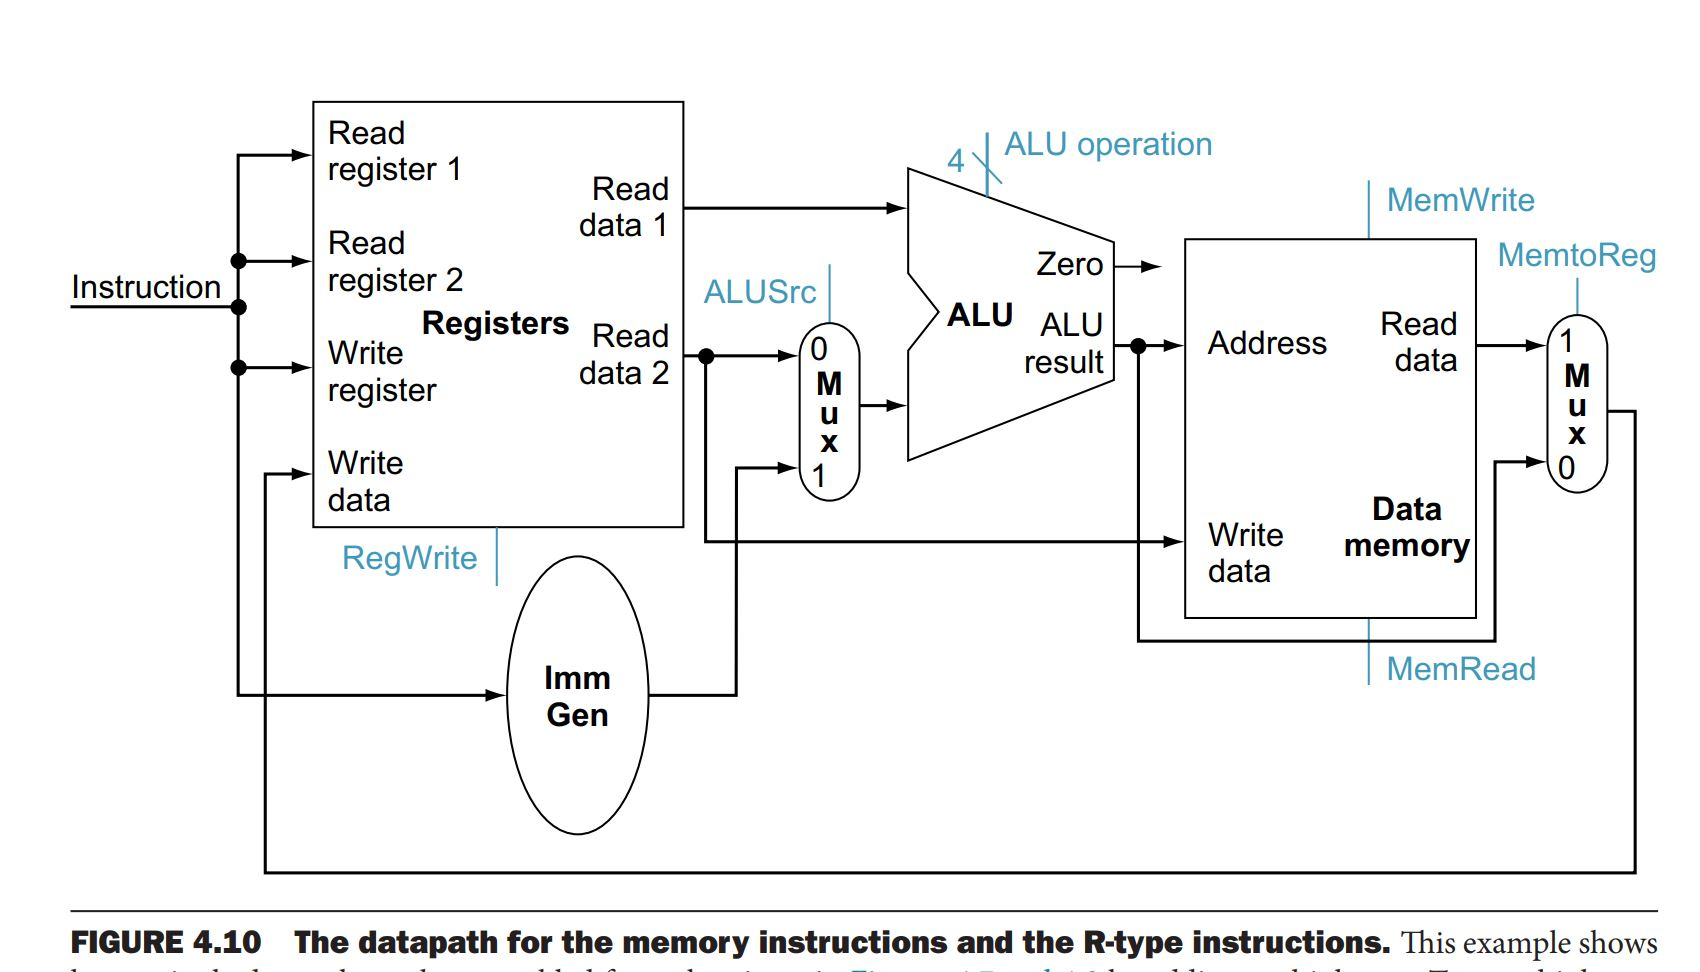 Read
register 1
Read
register 2
Registers
Write
register
Write
data
Read
data 1
Read
data 2
Instruction
RegWrite
Imm
Gen
ALUSrc
0
M
u
x
1
4
ALU operation
Zero
ALU
ALU
result
MemWrite
Address
Read
data
Write
data
Data
memory
MemRead
MemtoReg
1
M
u
x
0
FIGURE 4.10 The datapath for the memory instructions and the R-type instructions. This example shows